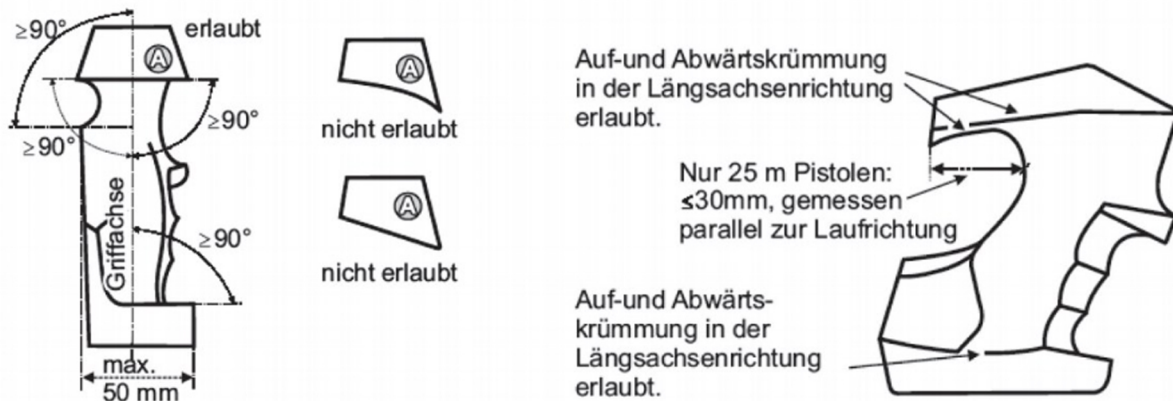 ≥90°
erlaubt
A
≥90°
≥90°
Griffachse
≥90°
max.
50 mm
A
nicht erlaubt
A
nicht erlaubt
Auf-und Abwärtskrümmung
in der Längsachsenrichtung
erlaubt.
Nur 25 m Pistolen:
≤30mm, gemessen
parallel zur Laufrichtung
Auf-und Abwärts-
krümmung in der
Längsachsenrichtung
erlaubt.